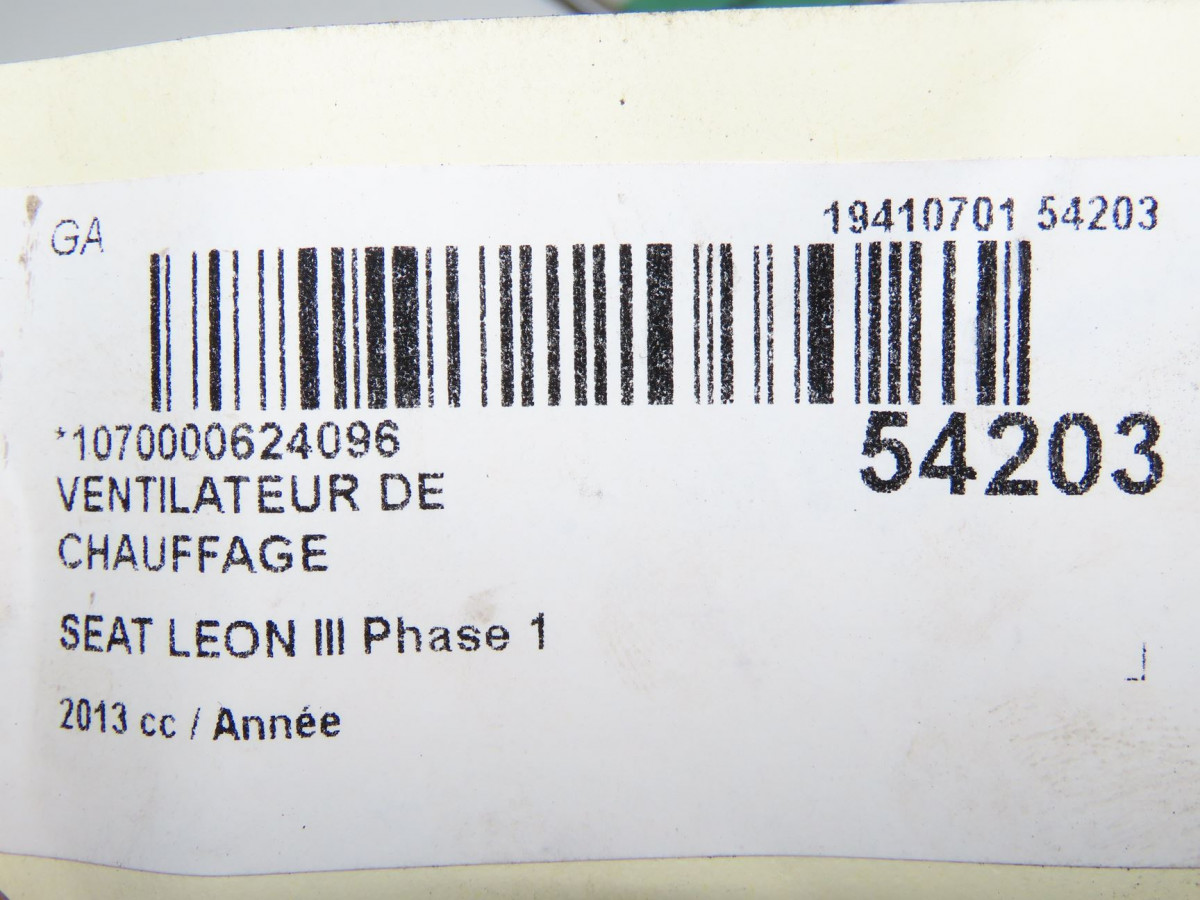 GA
19410701 54203
*1070000624096
54203
VENTILATEUR DE
CHAUFFAGE
SEAT LEON III Phase 1
2013 cc / Année